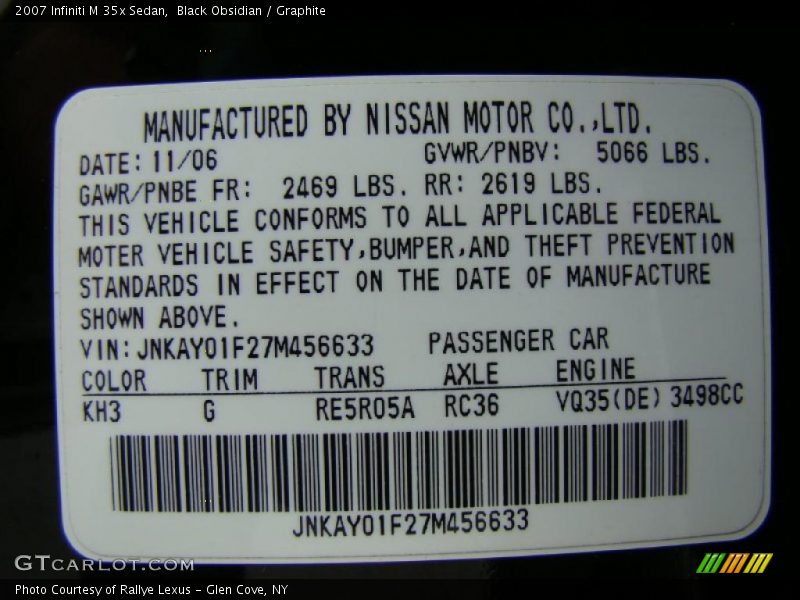 2007 Infiniti M 35x Sedan, Black Obsidian / Graphite
MANUFACTURED BY NISSAN MOTOR CO.,LTD.
DATE: 11/06 GVWR/PNBV: 5066 LBS.
GAWR/PNBE FR: 2469 LBS. RR: 2619 LBS.
THIS VEHICLE CONFORMS TO ALL APPLICABLE FEDERAL
MOTER VEHICLE SAFETY,BUMPER,AND THEFT PREVENTION
STANDARDS IN EFFECT ON THE DATE OF MANUFACTURE
SHOWN ABOVE.
VIN: JNKAY01F27M456633 PASSENGER CAR
COLOR TRIM TRANS AXLE ENGINE
KH3 G RE5R05A RC36 VQ35(DE) 3498CC
JNKAY01F27M456633
GTCARLOT.COM
Photo Courtesy of Rallye Lexus - Glen Cove, NY